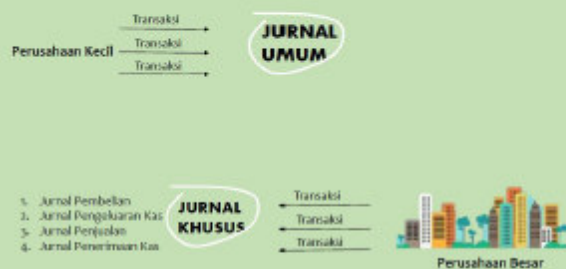 Transaksi
JURNAL
UMUM
Perusahaan Kecil
Transaksi
Transaksi
1. Jurnal Pembelian
2. Jurnal Pengeluaran Kas
3. Jurnal Penjualan
4. Jurnal Penerimaan Kas
JURNAL
KHUSUS
Transaksi
Transaksi
Transaksi
Perusahaan Besar